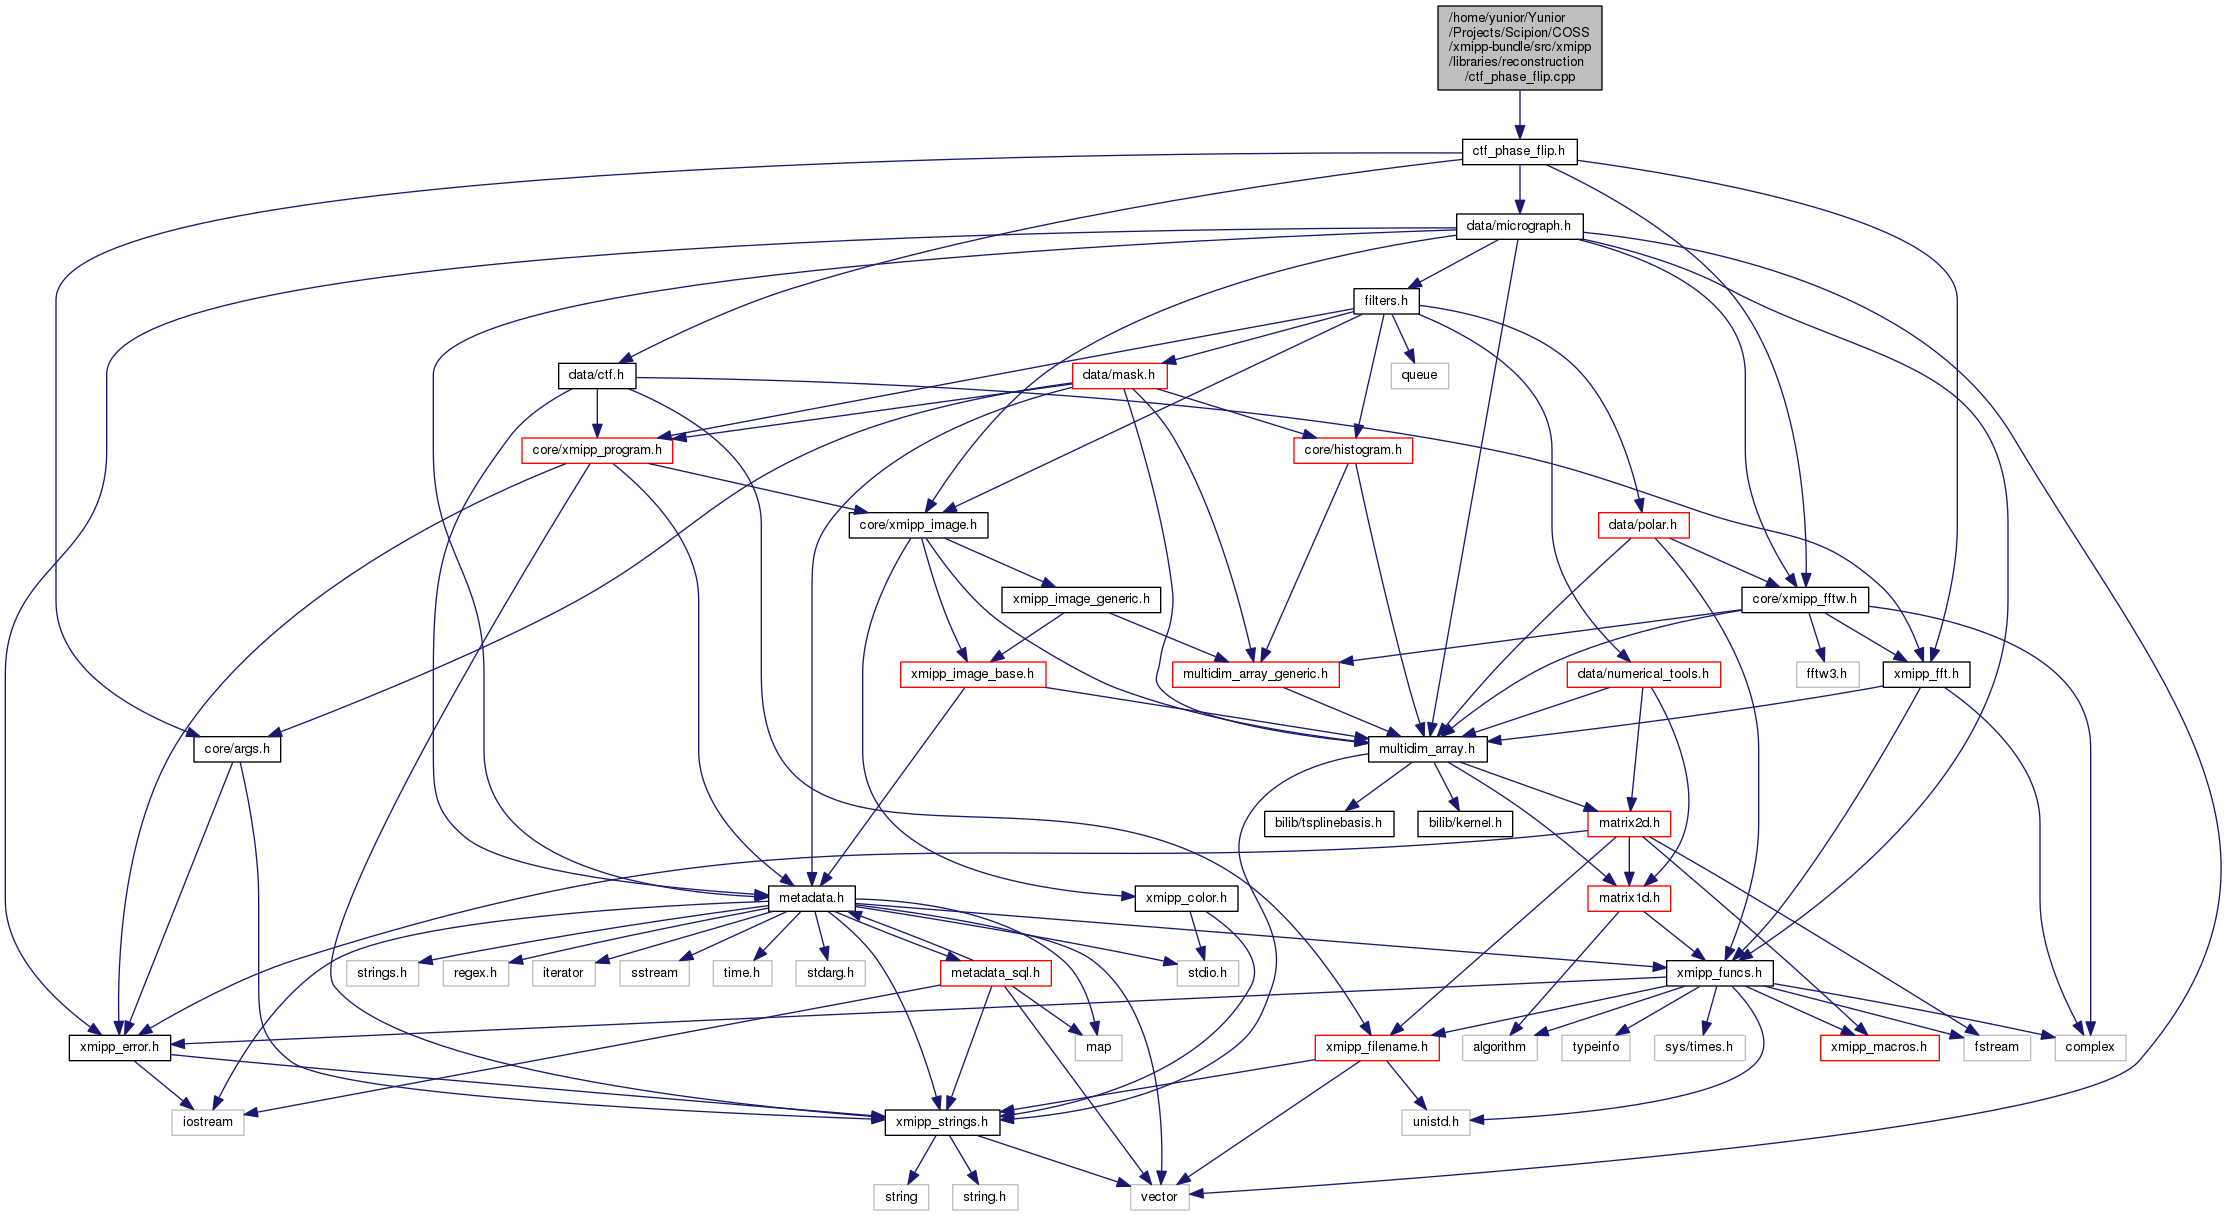 /home/yunior/Yunior
/Projects/Scipion/COSS
/xmipp-bundle/src/xmipp
/libraries/reconstruction
/ctf_phase_flip.cpp
ctf_phase_flip.h
data/micrograph.h
filters.h
data/ctf.h
data/mask.h
queue
core/xmipp_program.h
core/histogram.h
core/xmipp_image.h
data/polar.h
xmipp_image_generic.h
core/xmipp_fftw.h
xmipp_image_base.h
multidim_array_generic.h
data/numerical_tools.h
fftw3.h
xmipp_fft.h
core/args.h
multidim_array.h
bilib/tsplinebasis.h
bilib/kernel.h
matrix2d.h
metadata.h
xmipp_color.h
matrix1d.h
strings.h
regex.h
iterator
sstream
time.h
stdarg.h
metadata_sql.h
stdio.h
xmipp_funcs.h
xmipp_error.h
map
xmipp_filename.h
algorithm
typeinfo
sys/times.h
xmipp_macros.h
fstream
complex
iostream
xmipp_strings.h
unistd.h
string
string.h
vector